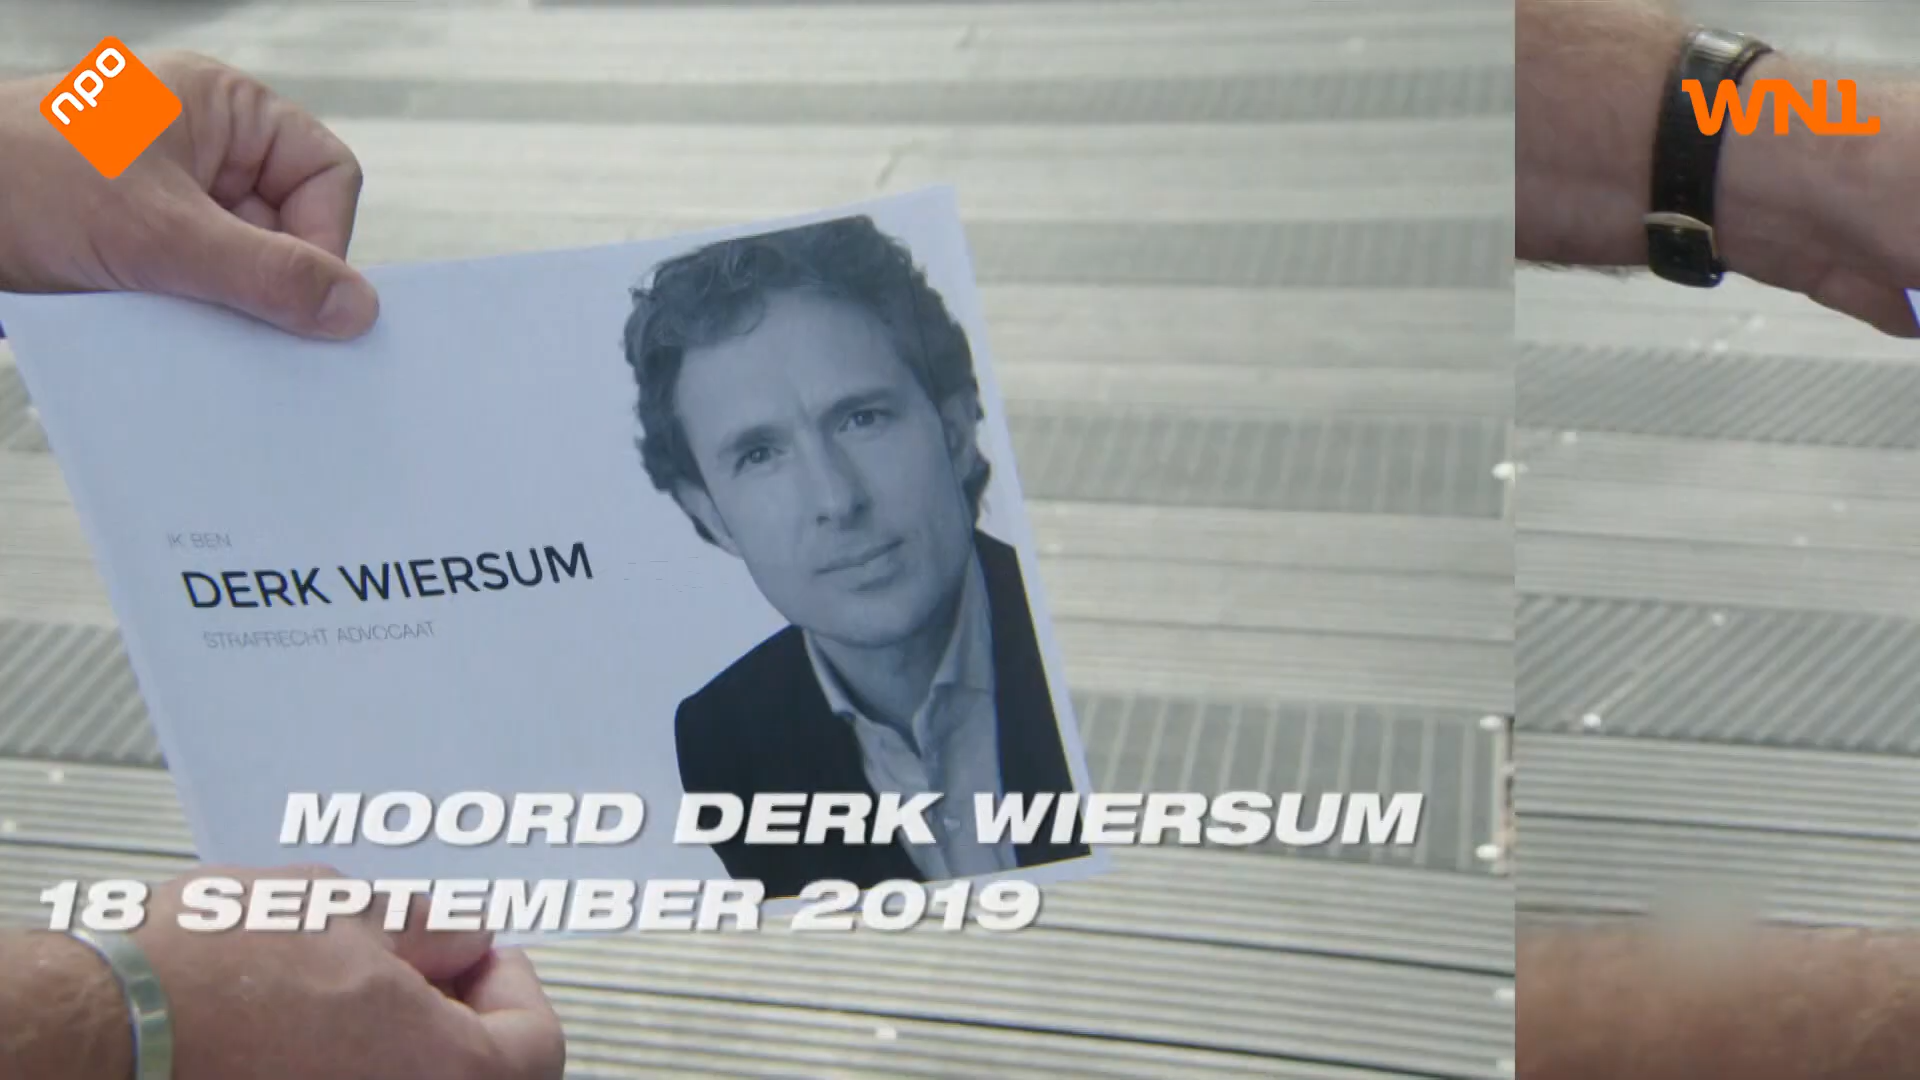 npo
WNL
IK BEN
DERK WIERSUM
STRAFRECHT ADVOCAAT
MOORD DERK WIERSUM
18 SEPTEMBER 2019